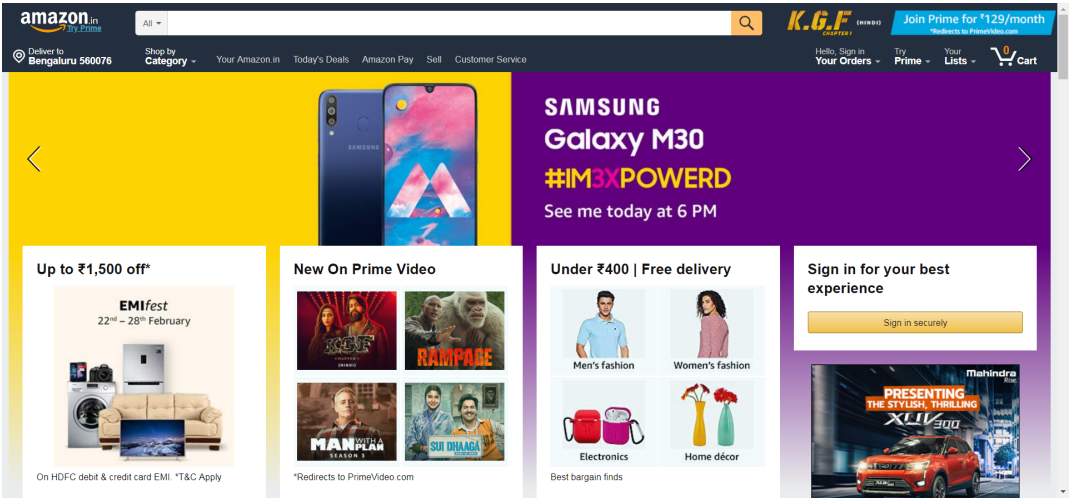 amazon.in
Try Prime
All
K.G.F (HINDI)
CHAPTER 1
Join Prime for ₹129/month
*Redirects to PrimeVideo.com
Deliver to
Bengaluru 560076
Shop by
Category
Your Amazon.in Today's Deals Amazon Pay Sell Customer Service
Hello, Sign in
Your Orders
Try
Prime
Your
Lists
0
Cart
SAMSUNG
SAMSUNG
Galaxy M30
#IM3XPOWERD
See me today at 6 PM
Up to ₹1,500 off*
EMIfest
22nd – 28th February
On HDFC debit & credit card EMI. *T&C Apply
New On Prime Video
KGF
CHAPTER 1
(HINDI)
RAMPAGE
MAN WITH A
PLAN
SEASON 3
SUI DHAAGA
*Redirects to PrimeVideo.com
Under ₹400 | Free delivery
Men's fashion
Women's fashion
Electronics
Home décor
Best bargain finds
Sign in for your best
experience
Sign in securely
Mahindra
Rise.
PRESENTING
THE STYLISH, THRILLING
XUV300